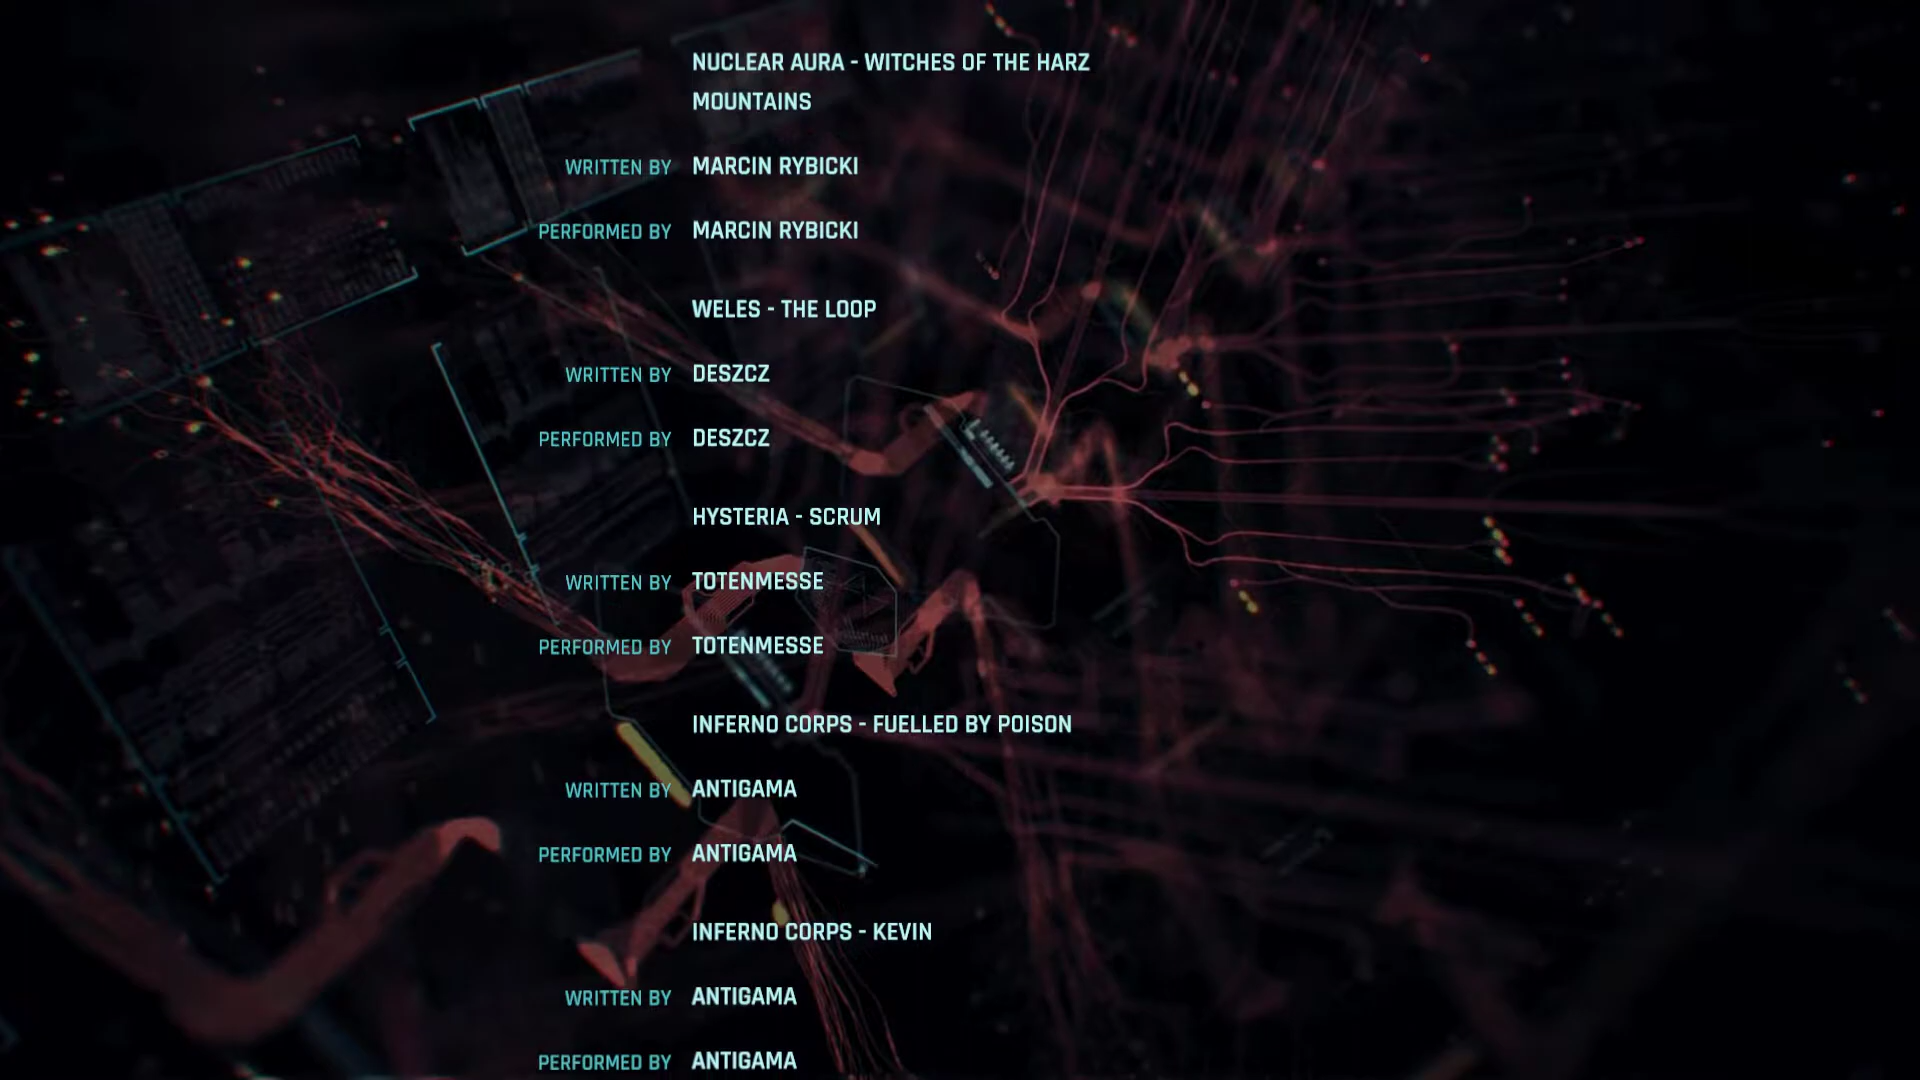 NUCLEAR AURA - WITCHES OF THE HARZ
MOUNTAINS
WRITTEN BY MARCIN RYBICKI
PERFORMED BY MARCIN RYBICKI
WELES - THE LOOP
WRITTEN BY DESZCZ
PERFORMED BY DESZCZ
HYSTERIA - SCRUM
WRITTEN BY TOTENMESSE
PERFORMED BY TOTENMESSE
INFERNO CORPS - FUELLED BY POISON
WRITTEN BY ANTIGAMA
PERFORMED BY ANTIGAMA
INFERNO CORPS - KEVIN
WRITTEN BY ANTIGAMA
PERFORMED BY ANTIGAMA